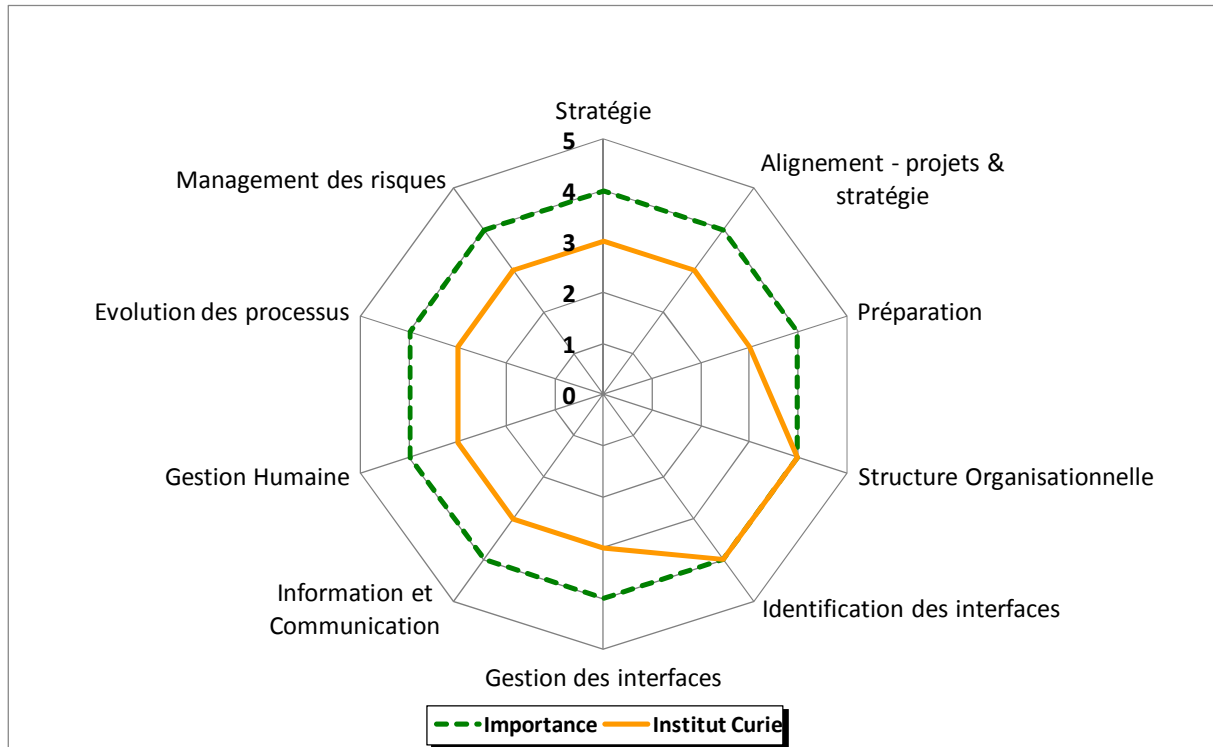 Stratégie
5
Alignement - projets &
stratégie
Management des risques
4
3
Evolution des processus
Préparation
2
1
0
Gestion Humaine
Structure Organisationnelle
Information et
Communication
Identification des interfaces
Gestion des interfaces
Importance Institut Curie